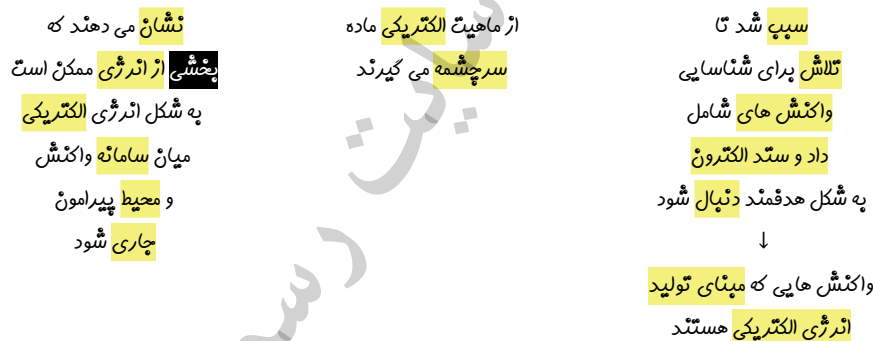 سبب شد تا
تلاش برای شناسایی
واکنش های شامل
داد و ستد الکترون
به شکل هدفمند دنبال شود
↓
واکنش هایی که مبنای تولید
انرژی الکتریکی هستند
از ماهیت الکتریکی ماده
سرچشمه می گیرند
نشان می دهند که
بخشی از انرژی ممکن است
به شکل انرژی الکتریکی
میان سامانه واکنش
و محیط پیرامون
جاری شود
سایت